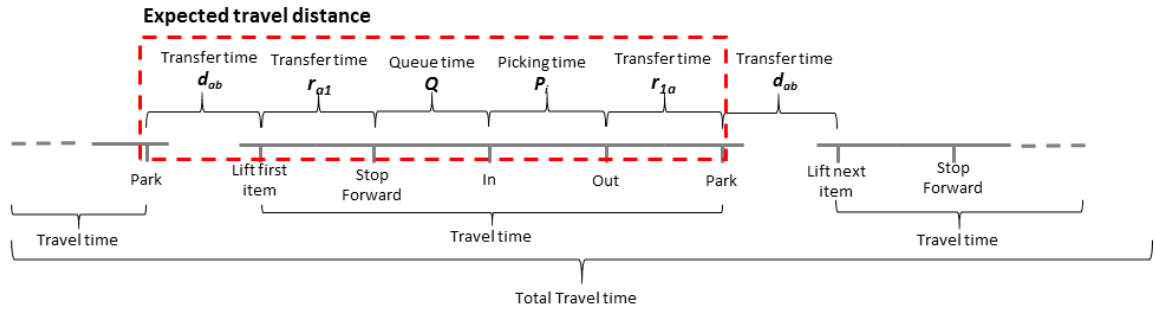 Expected travel distance
Transfer time Transfer time Queue time Picking time Transfer time Transfer time
d_ab r_a1 Q P_i r_1a d_ab
Park Lift first item Stop Forward In Out Park Lift next item Stop Forward
Travel time Travel time Travel time
Total Travel time